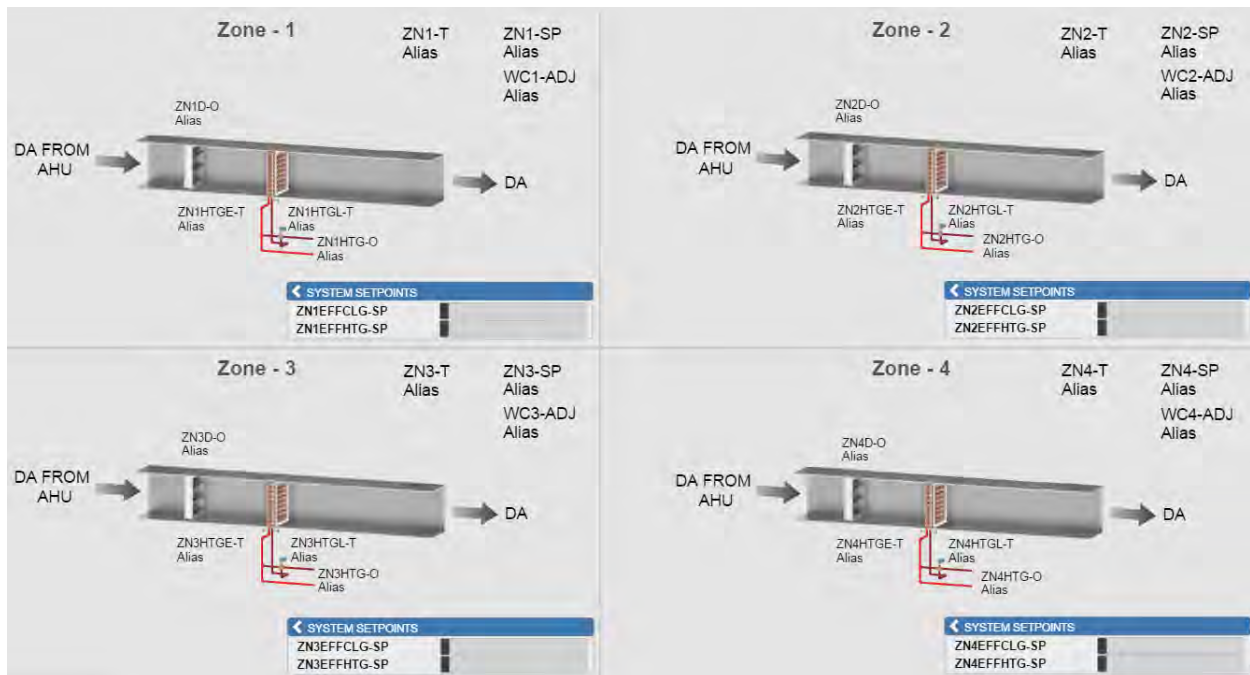 Zone - 1
ZN1-T
Alias
ZN1-SP
Alias
WC1-ADJ
Alias
ZN1D-O
Alias
DA FROM
AHU
DA
ZN1HTGE-T
Alias
ZN1HTGL-T
Alias
ZN1HTG-O
Alias
SYSTEM SETPOINTS
ZN1EFFCLG-SP
ZN1EFFHTG-SP
Zone - 2
ZN2-T
Alias
ZN2-SP
Alias
WC2-ADJ
Alias
ZN2D-O
Alias
DA FROM
AHU
DA
ZN2HTGE-T
Alias
ZN2HTGL-T
Alias
ZN2HTG-O
Alias
SYSTEM SETPOINTS
ZN2EFFCLG-SP
ZN2EFFHTG-SP
Zone - 3
ZN3-T
Alias
ZN3-SP
Alias
WC3-ADJ
Alias
ZN3D-O
Alias
DA FROM
AHU
DA
ZN3HTGE-T
Alias
ZN3HTGL-T
Alias
ZN3HTG-O
Alias
SYSTEM SETPOINTS
ZN3EFFCLG-SP
ZN3EFFHTG-SP
Zone - 4
ZN4-T
Alias
ZN4-SP
Alias
WC4-ADJ
Alias
ZN4D-O
Alias
DA FROM
AHU
DA
ZN4HTGE-T
Alias
ZN4HTGL-T
Alias
ZN4HTG-O
Alias
SYSTEM SETPOINTS
ZN4EFFCLG-SP
ZN4EFFHTG-SP